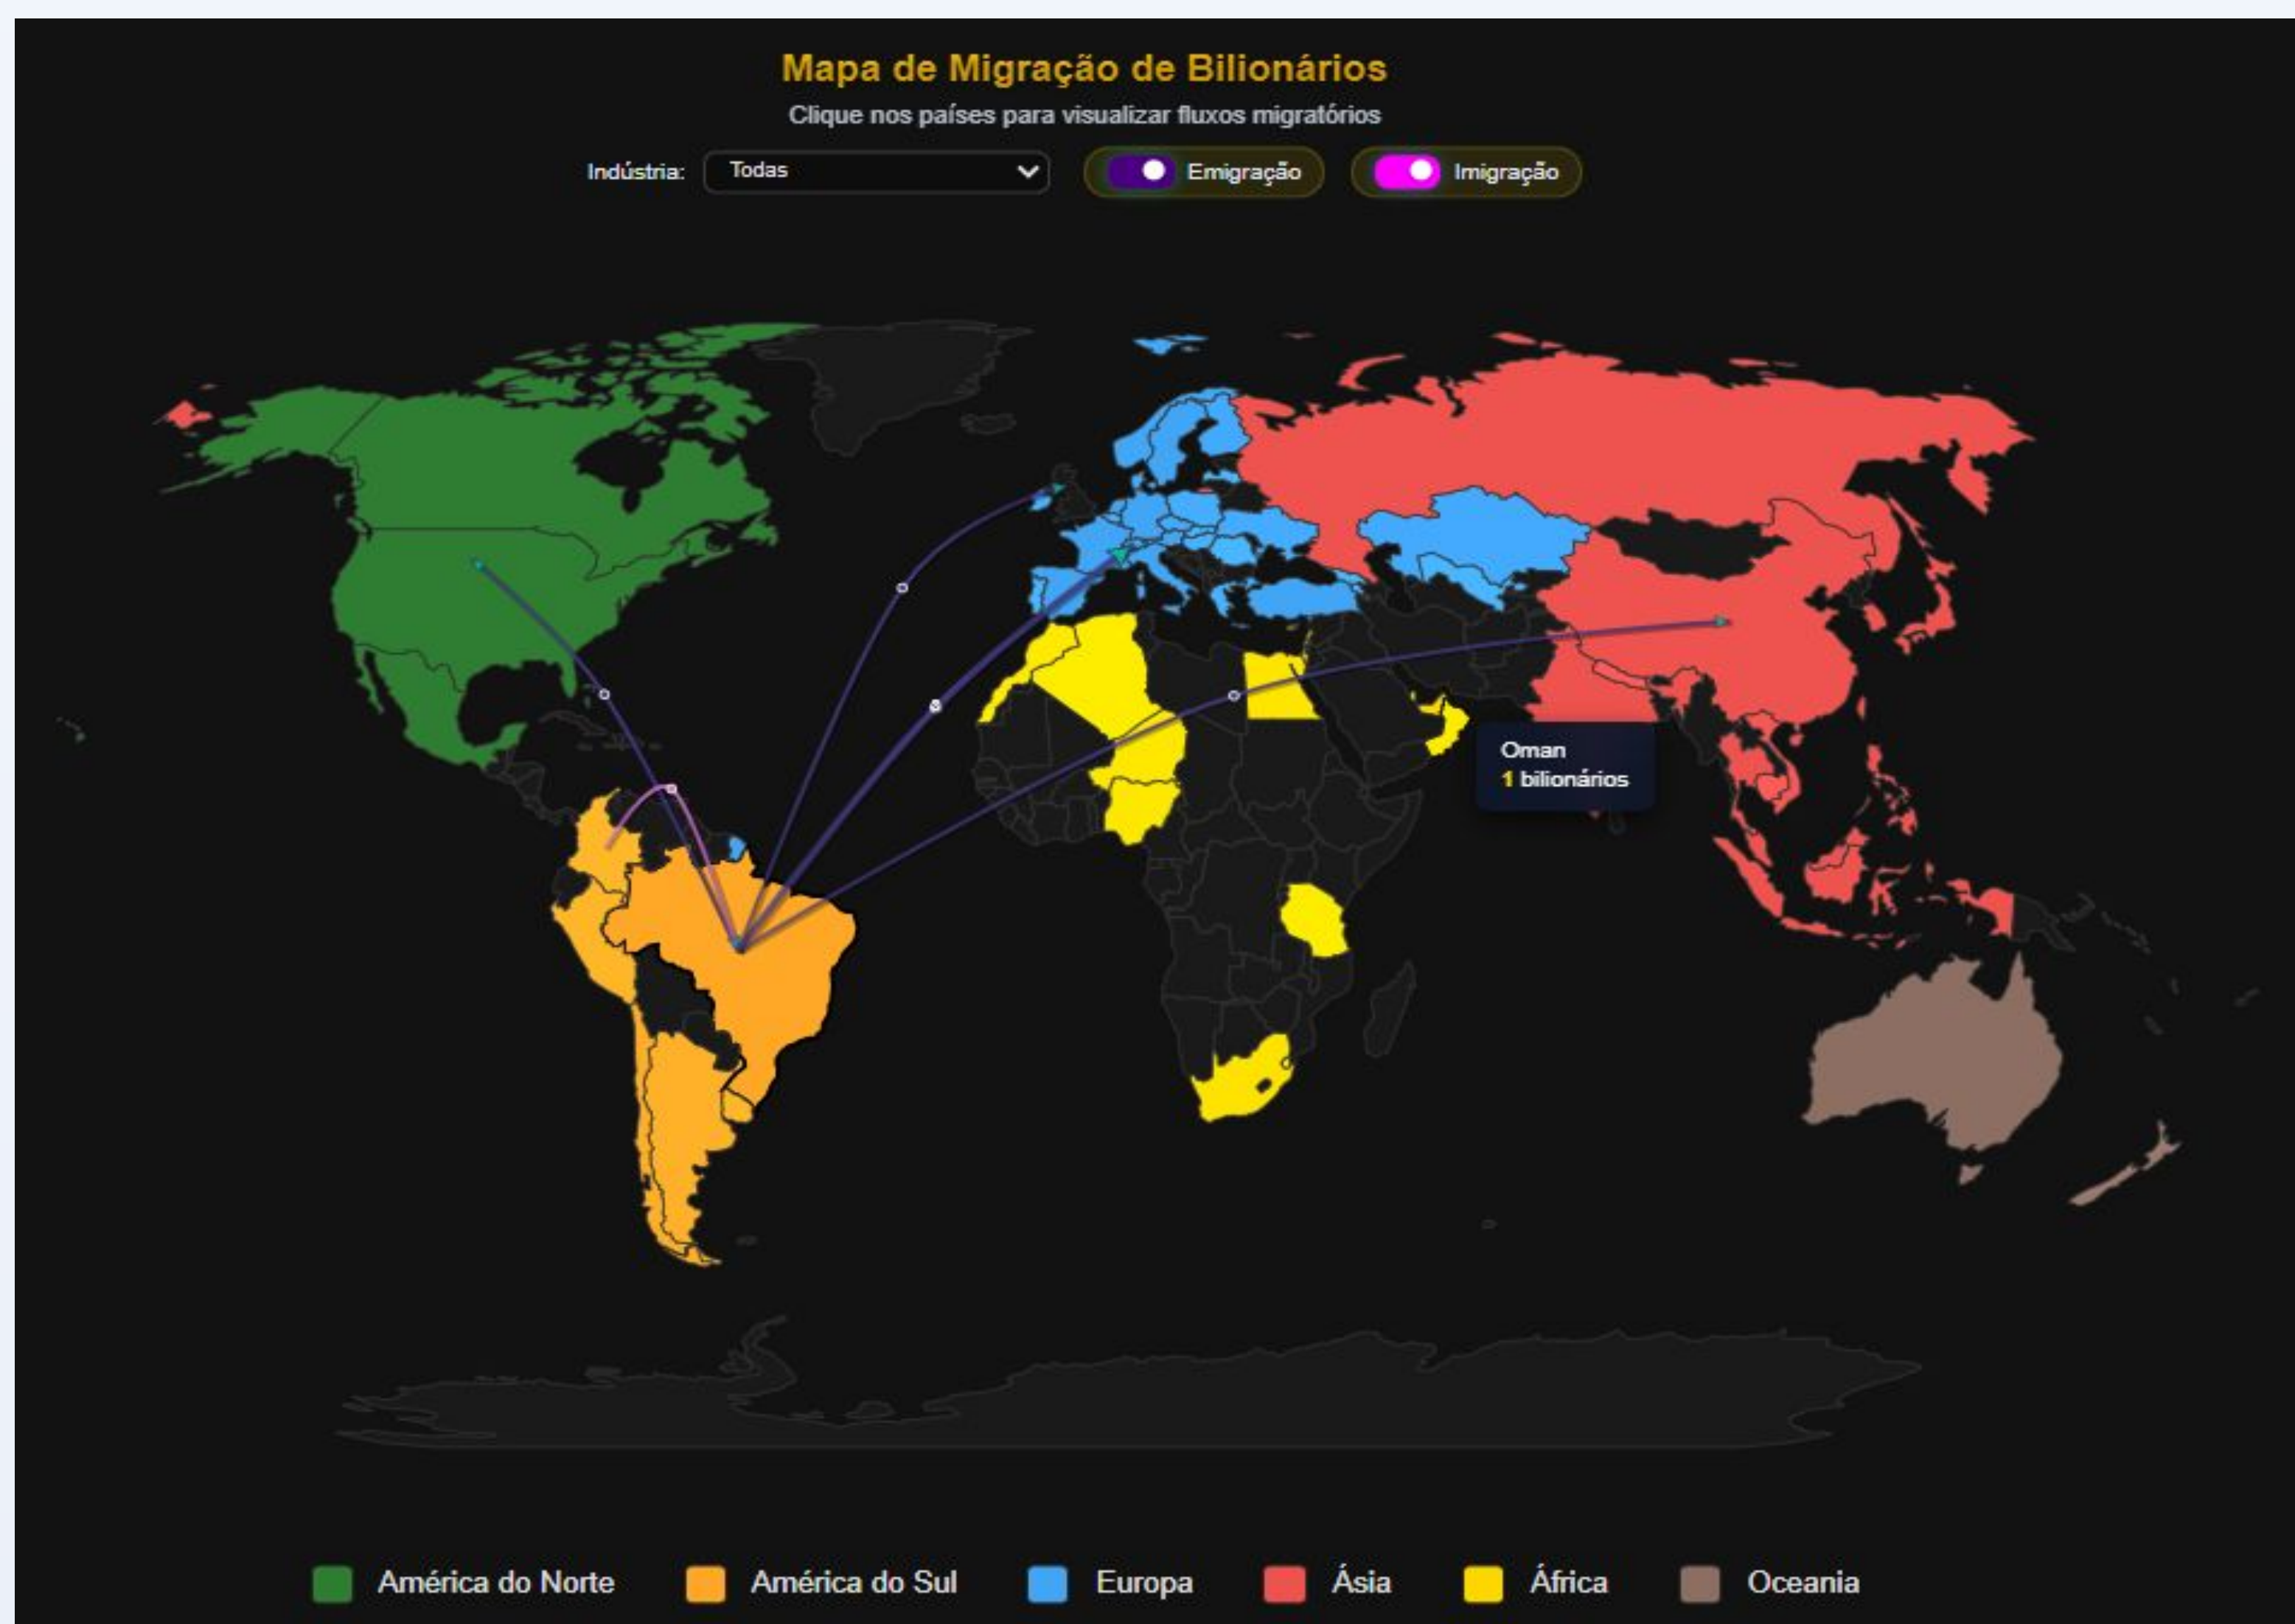 Mapa de Migração de Bilionários
Clique nos países para visualizar fluxos migratórios
Indústria: Todas Emigração Imigração
Oman
1 bilionários
América do Norte América do Sul Europa Ásia África Oceania